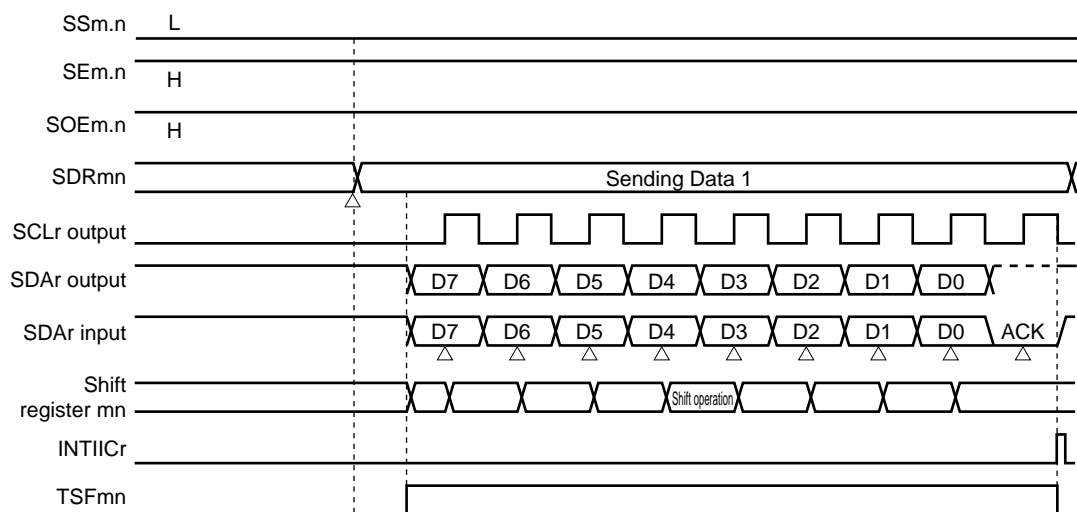 SSm.n L
SEm.n H
SOEm.n H
SDRmn Sending Data 1
SCLr output
SDAr output D7 D6 D5 D4 D3 D2 D1 D0
SDAr input D7 D6 D5 D4 D3 D2 D1 D0 ACK
Shift
register mn Shift operation
INTIICr
TSFmn